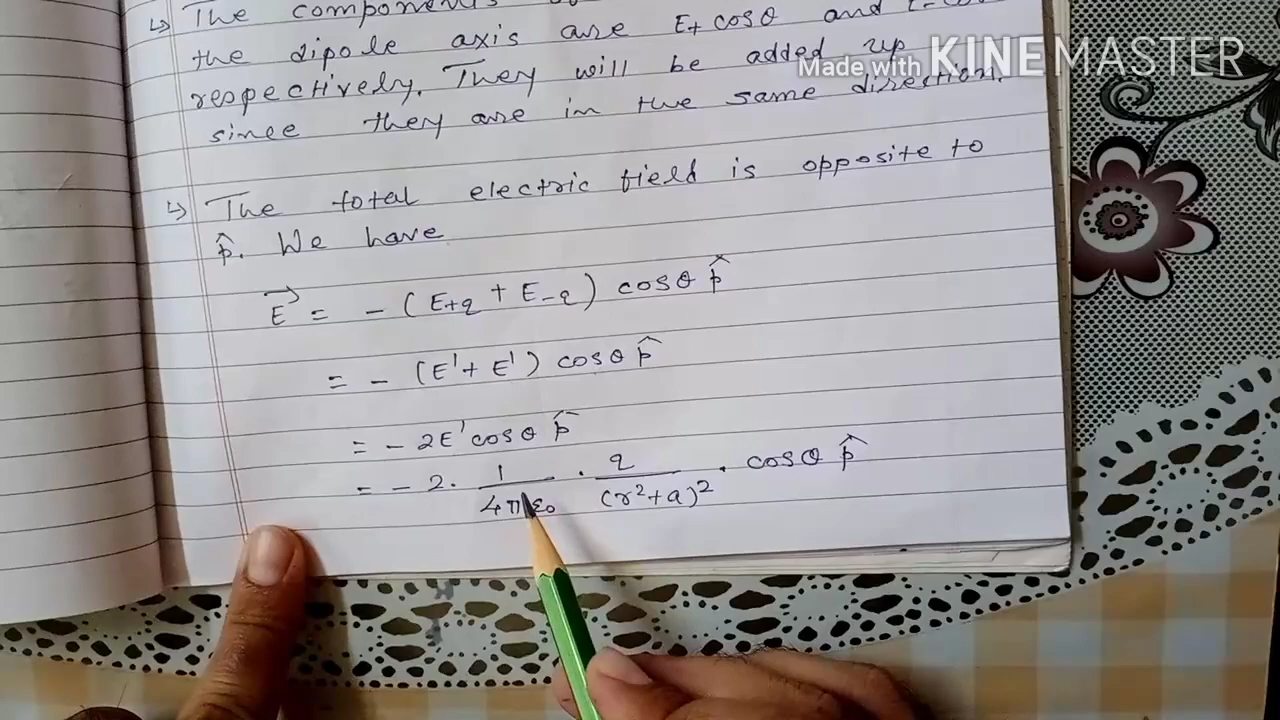 ↳ The components
the dipole axis are E+ cosθ and
respectively. They will be added up
since they are in the same direction.
Made with KINEMASTER
↳ The total electric field is opposite to
p̂. We have
E⃗ = - (E+q + E-q) cosθ p̂
= - (E' + E') cosθ p̂
= - 2E' cosθ p̂
= - 2 · 1/4πε₀ · q/(r²+a)² · cosθ p̂